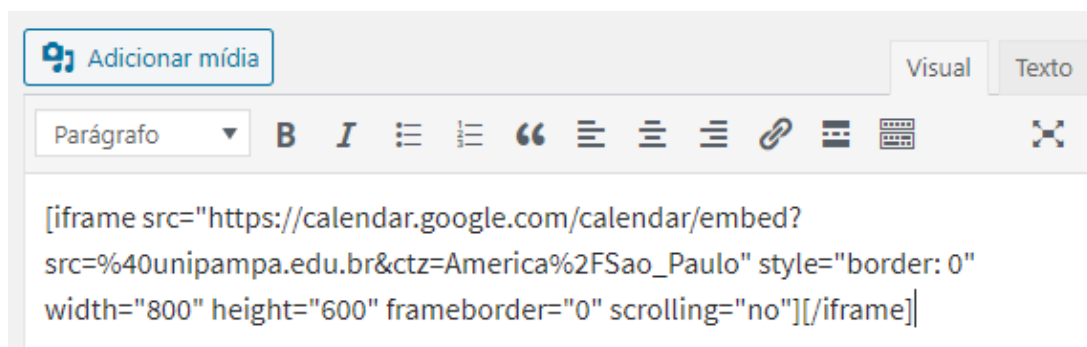 Adicionar mídia
Visual Texto
Parágrafo
[iframe src="https://calendar.google.com/calendar/embed?
src=%40unipampa.edu.br&ctz=America%2FSao_Paulo" style="border: 0"
width="800" height="600" frameborder="0" scrolling="no"][/iframe]